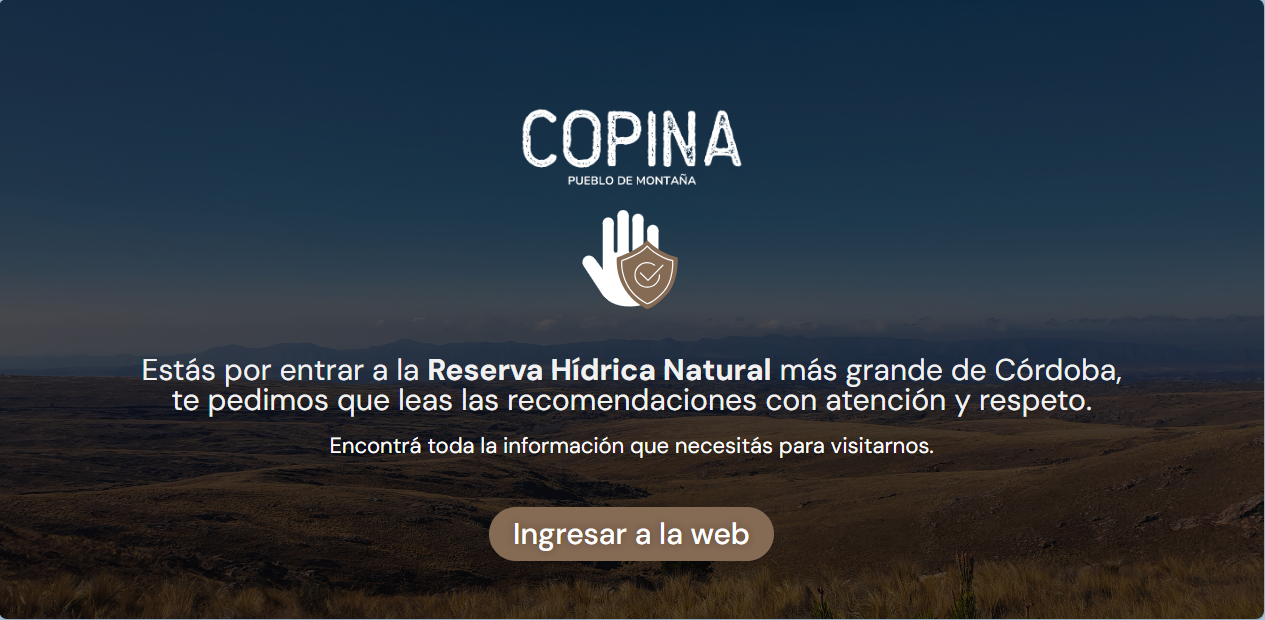 COPINA
PUEBLO DE MONTAÑA
Estás por entrar a la Reserva Hídrica Natural más grande de Córdoba,
te pedimos que leas las recomendaciones con atención y respeto.
Encontrá toda la información que necesitás para visitarnos.
Ingresar a la web